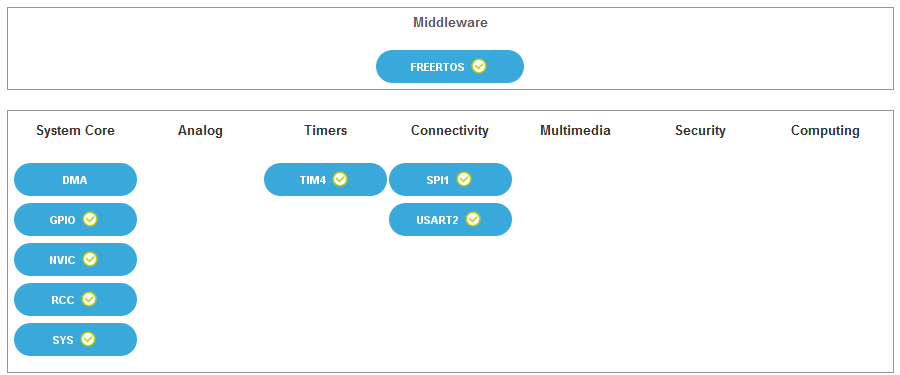 Middleware
FREERTOS
System Core Analog Timers Connectivity Multimedia Security Computing
DMA TIM4 SPI1
GPIO USART2
NVIC
RCC
SYS